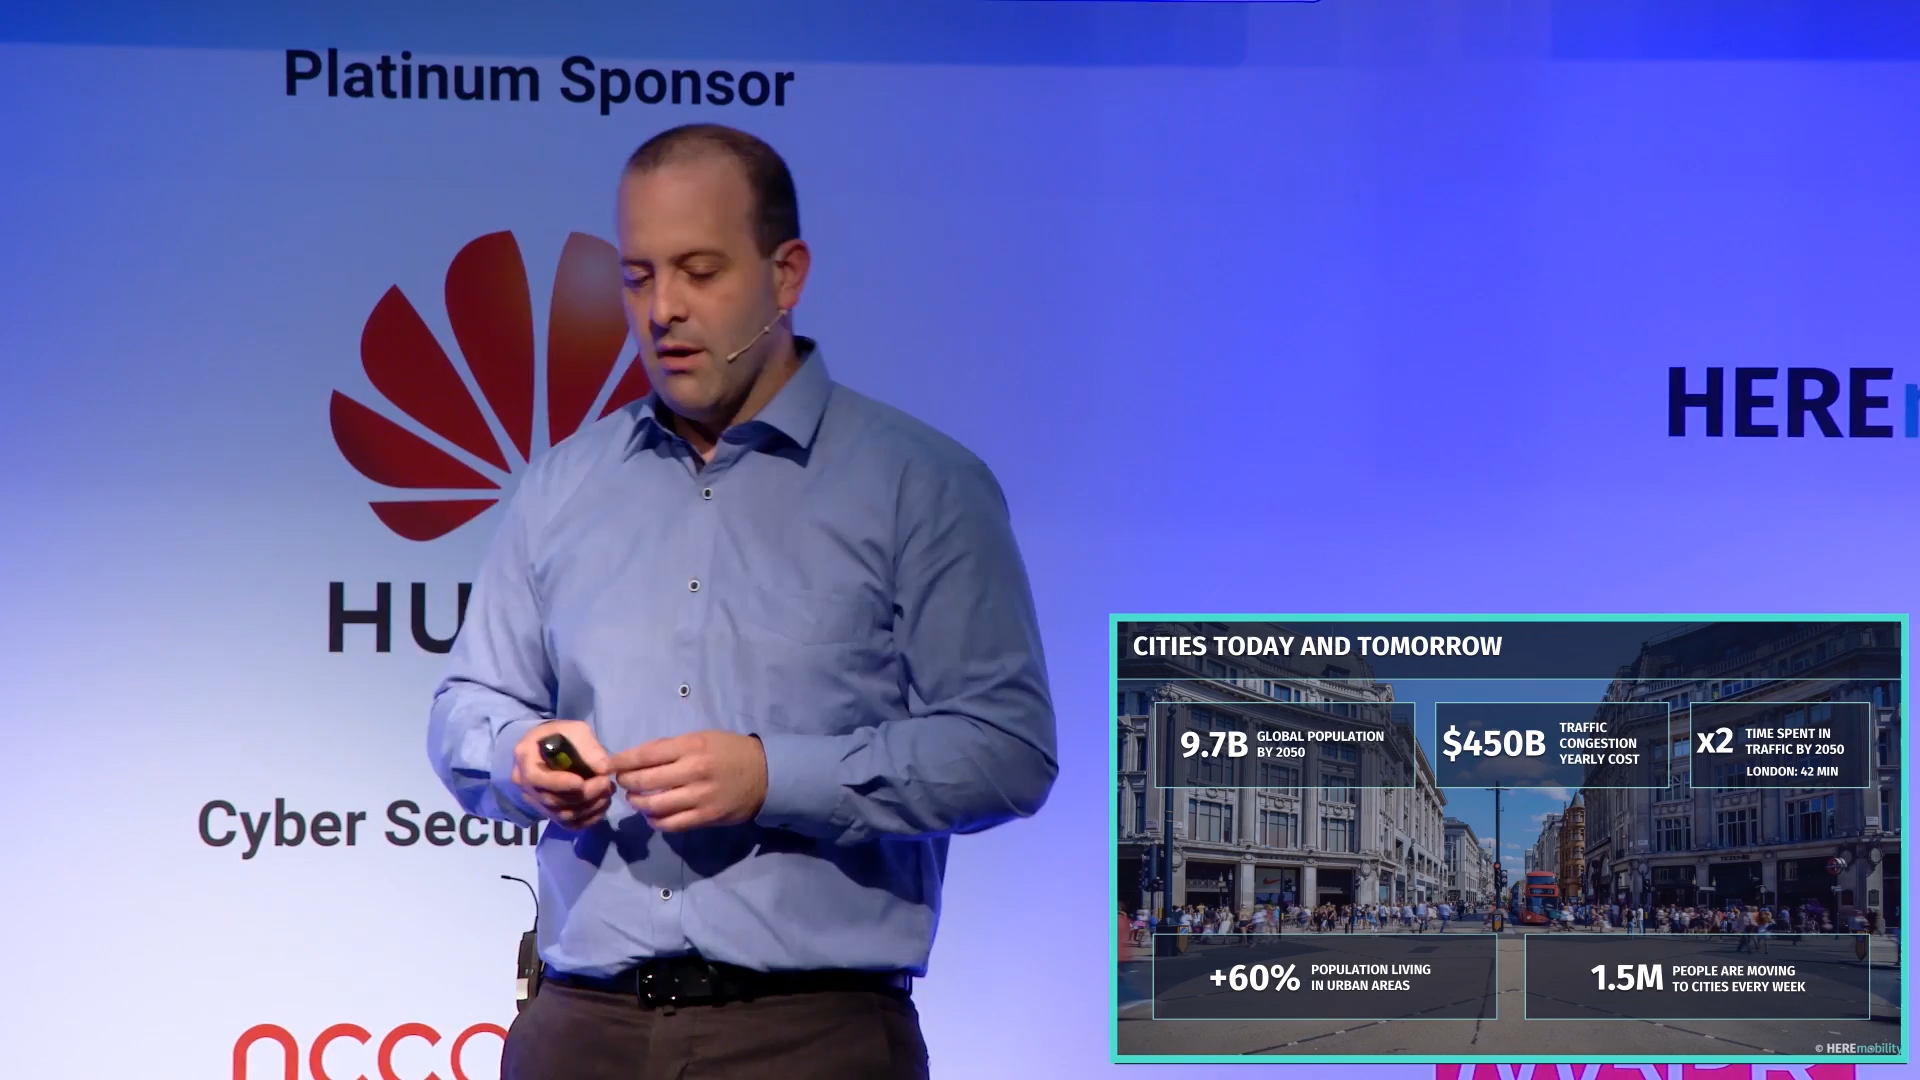 Platinum Sponsor
HU
HERE
Cyber Secur
CITIES TODAY AND TOMORROW
9.7B GLOBAL POPULATION
BY 2050
$450B TRAFFIC
CONGESTION
YEARLY COST
x2 TIME SPENT IN
TRAFFIC BY 2050
LONDON: 42 MIN
+60% POPULATION LIVING
IN URBAN AREAS
1.5M PEOPLE ARE MOVING
TO CITIES EVERY WEEK
© HEREmobility